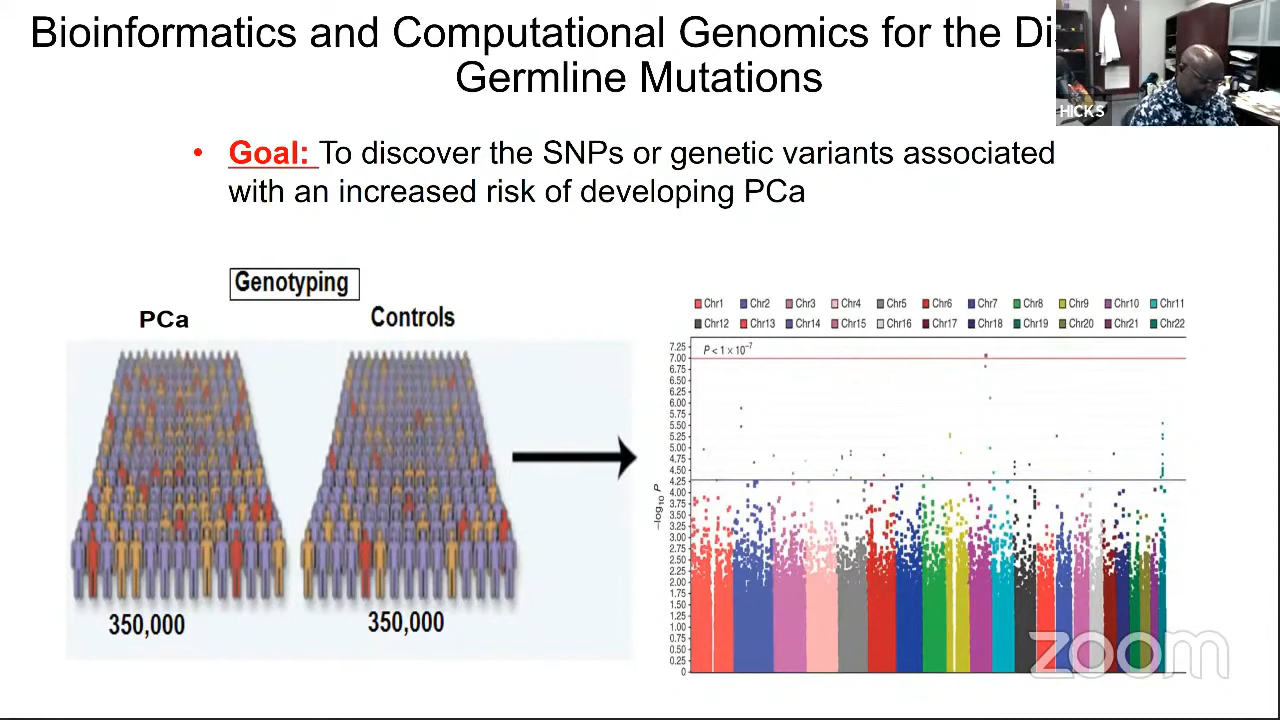 Bioinformatics and Computational Genomics for the Di
Germline Mutations
HICKS
• Goal: To discover the SNPs or genetic variants associated
with an increased risk of developing PCa
Genotyping
PCa
Controls
350,000
350,000
Chr1 Chr2 Chr3 Chr4 Chr5 Chr6 Chr7 Chr8 Chr9 Chr10 Chr11
Chr12 Chr13 Chr14 Chr15 Chr16 Chr17 Chr18 Chr19 Chr20 Chr21 Chr22
P < 1 × 10⁻⁷
−log₁₀ P
7.25
7.00
6.75
6.50
6.25
6.00
5.75
5.50
5.25
5.00
4.75
4.50
4.25
4.00
3.75
3.50
3.25
3.00
2.75
2.50
2.25
2.00
1.75
1.50
1.25
1.00
0.75
0.50
0.25
0
zoom